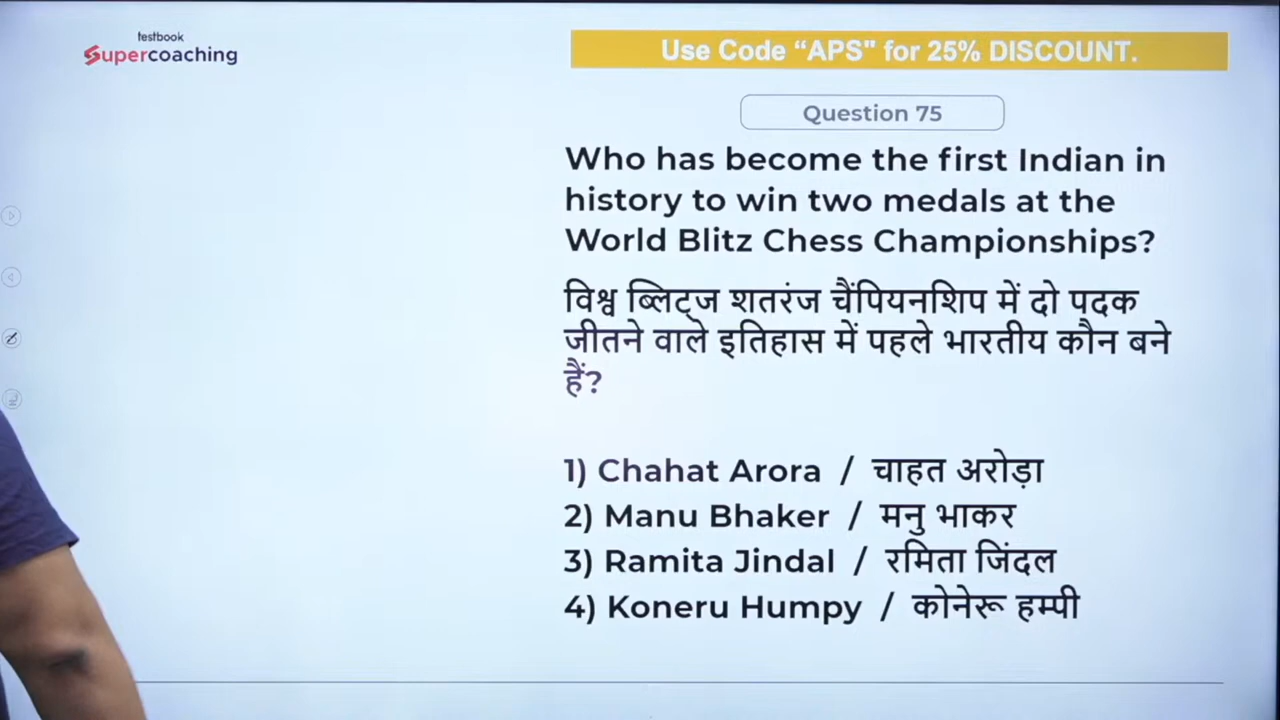 testbook
Supercoaching
Use Code “APS" for 25% DISCOUNT.
Question 75
Who has become the first Indian in
history to win two medals at the
World Blitz Chess Championships?
विश्व ब्लिट्ज शतरंज चैंपियनशिप में दो पदक
जीतने वाले इतिहास में पहले भारतीय कौन बने
हैं?
1) Chahat Arora / चाहत अरोड़ा
2) Manu Bhaker / मनु भाकर
3) Ramita Jindal / रमिता जिंदल
4) Koneru Humpy / कोनेरू हम्पी